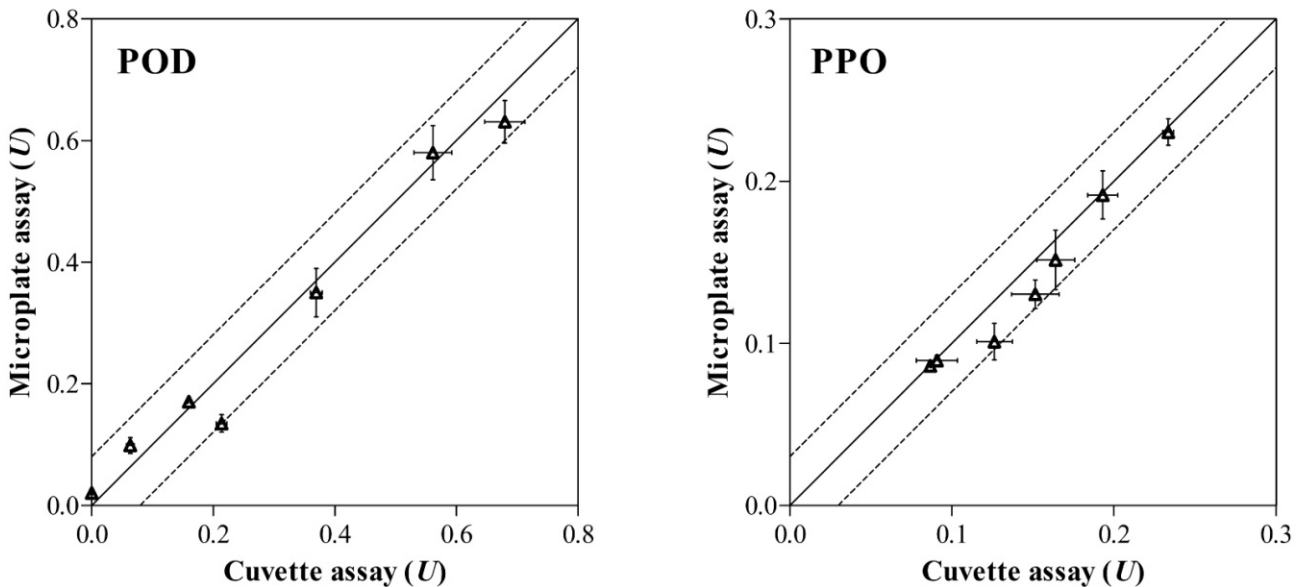 POD
Microplate assay (U)
0.8
0.6
0.4
0.2
0.0
0.0 0.2 0.4 0.6 0.8
Cuvette assay (U)
PPO
Microplate assay (U)
0.3
0.2
0.1
0.0
0.0 0.1 0.2 0.3
Cuvette assay (U)